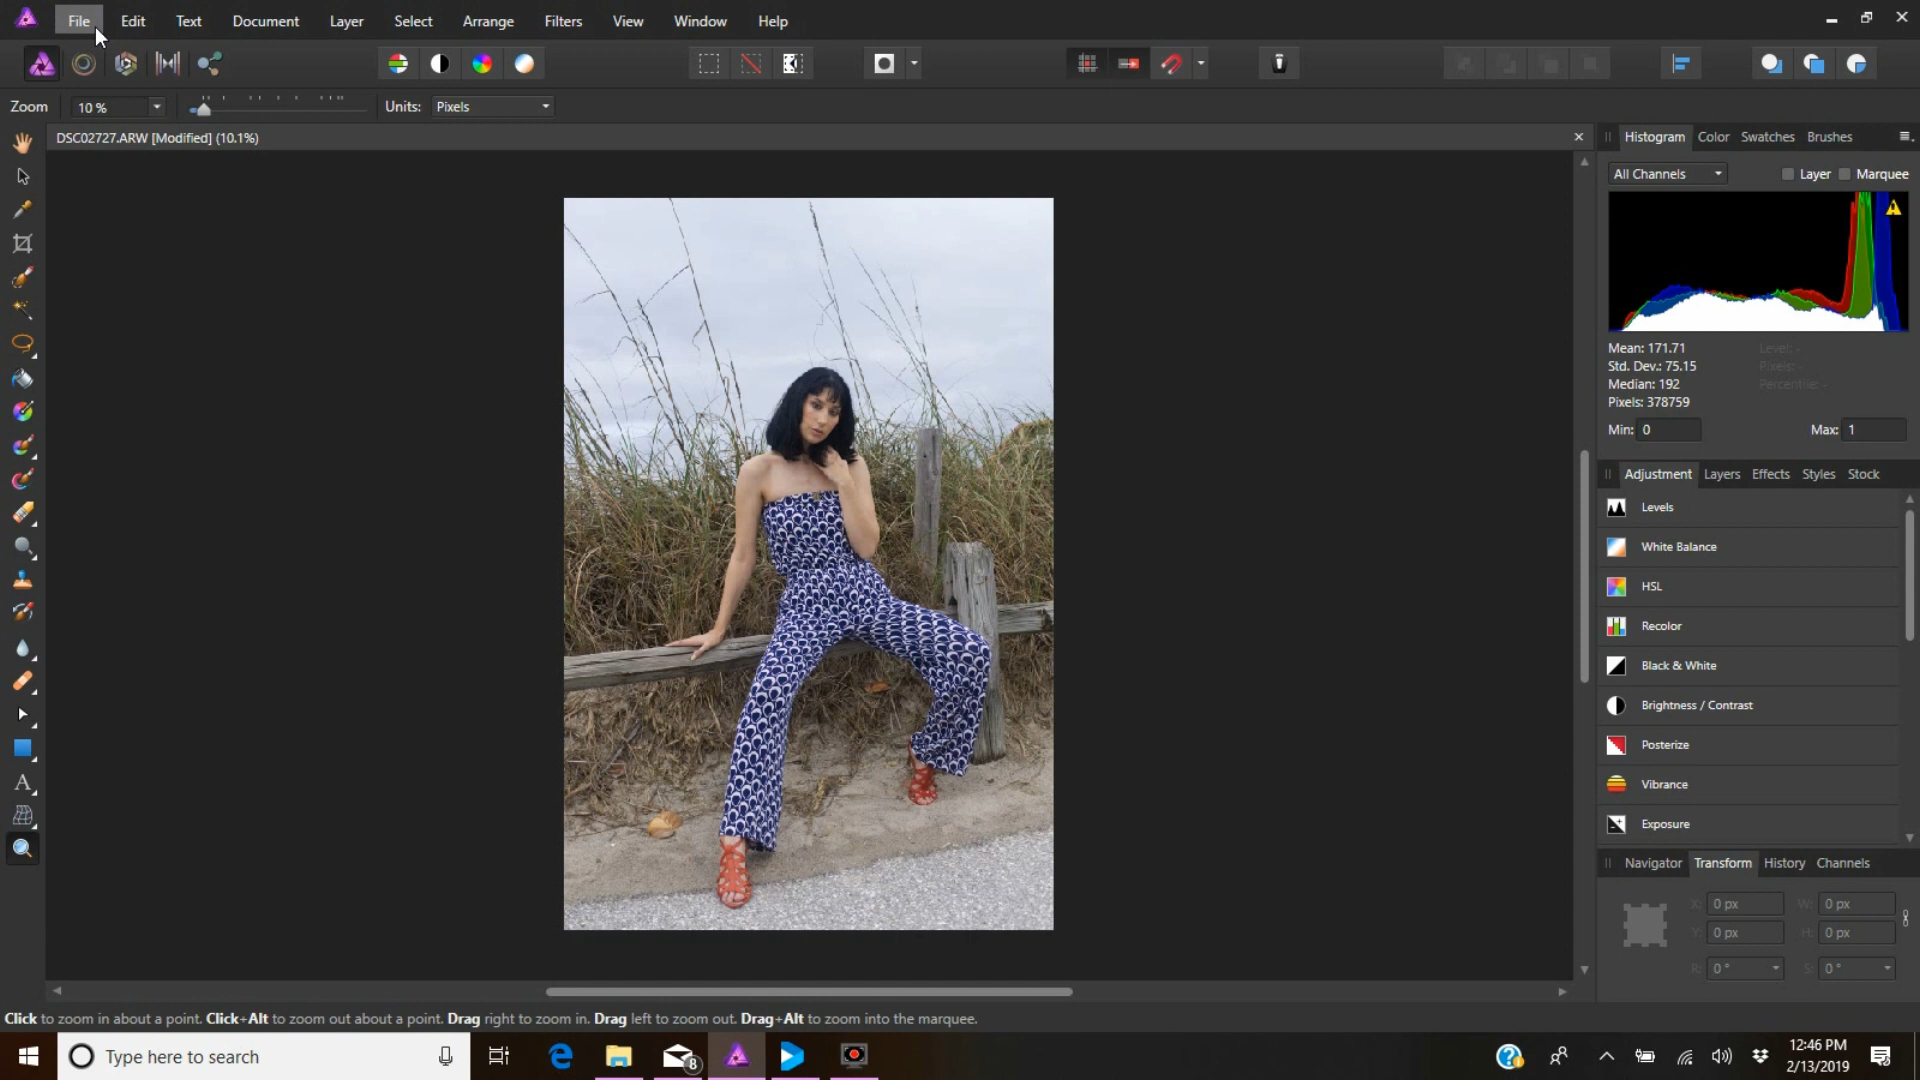 File Edit Text Document Layer Select Arrange Filters View Window Help
Zoom 10 % Units: Pixels
DSC02727.ARW [Modified] (10.1%)
Histogram Color Swatches Brushes
All Channels Layer Marquee
Mean: 171.71 Level: -
Std. Dev.: 75.15 Pixels: -
Median: 192 Percentile: -
Pixels: 378759
Min: 0 Max: 1
Adjustment Layers Effects Styles Stock
Levels
White Balance
HSL
Recolor
Black & White
Brightness / Contrast
Posterize
Vibrance
Exposure
Navigator Transform History Channels
X: 0 px W: 0 px
Y: 0 px H: 0 px
R: 0 ° S: 0 °
Click to zoom in about a point. Click+Alt to zoom out about a point. Drag right to zoom in. Drag left to zoom out. Drag+Alt to zoom into the marquee.
Type here to search
8
12:46 PM
2/13/2019